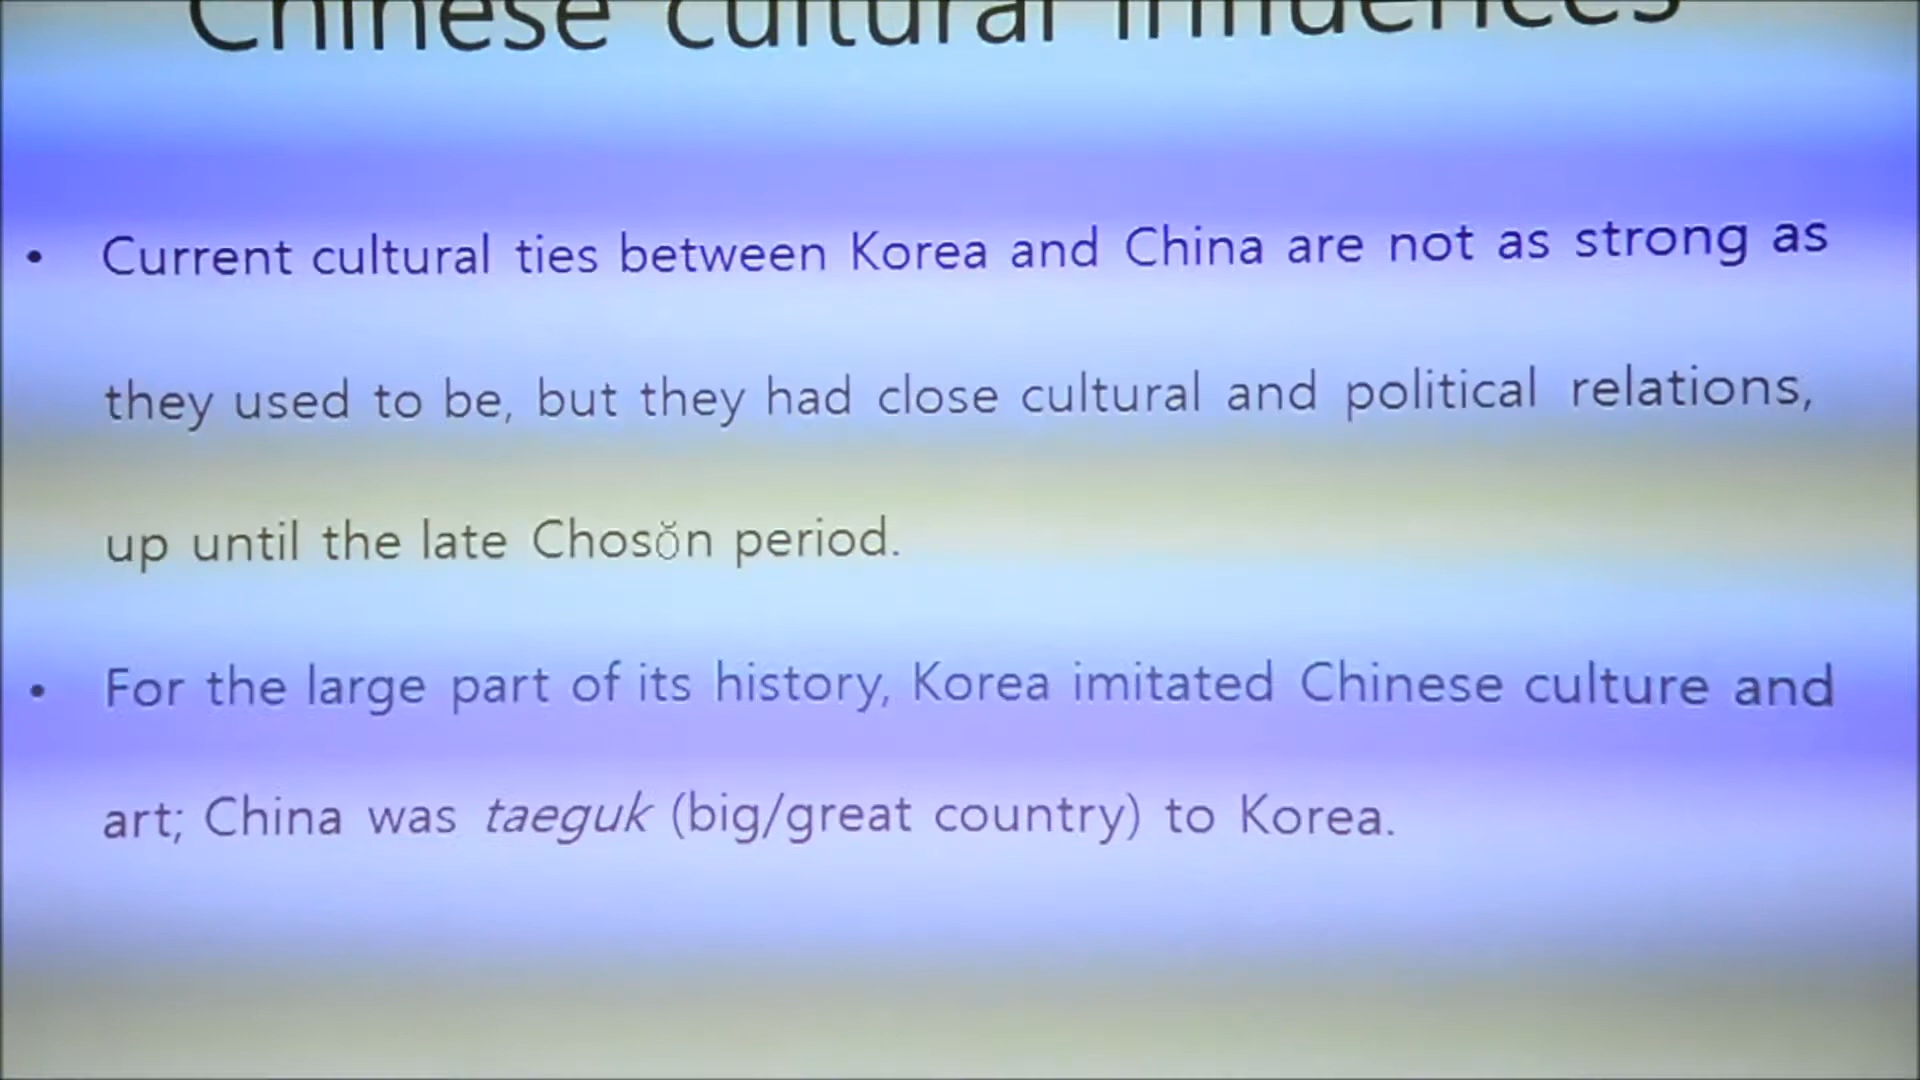 Chinese cultural influences
• Current cultural ties between Korea and China are not as strong as
they used to be, but they had close cultural and political relations,
up until the late Chosŏn period.
• For the large part of its history, Korea imitated Chinese culture and
art; China was taeguk (big/great country) to Korea.